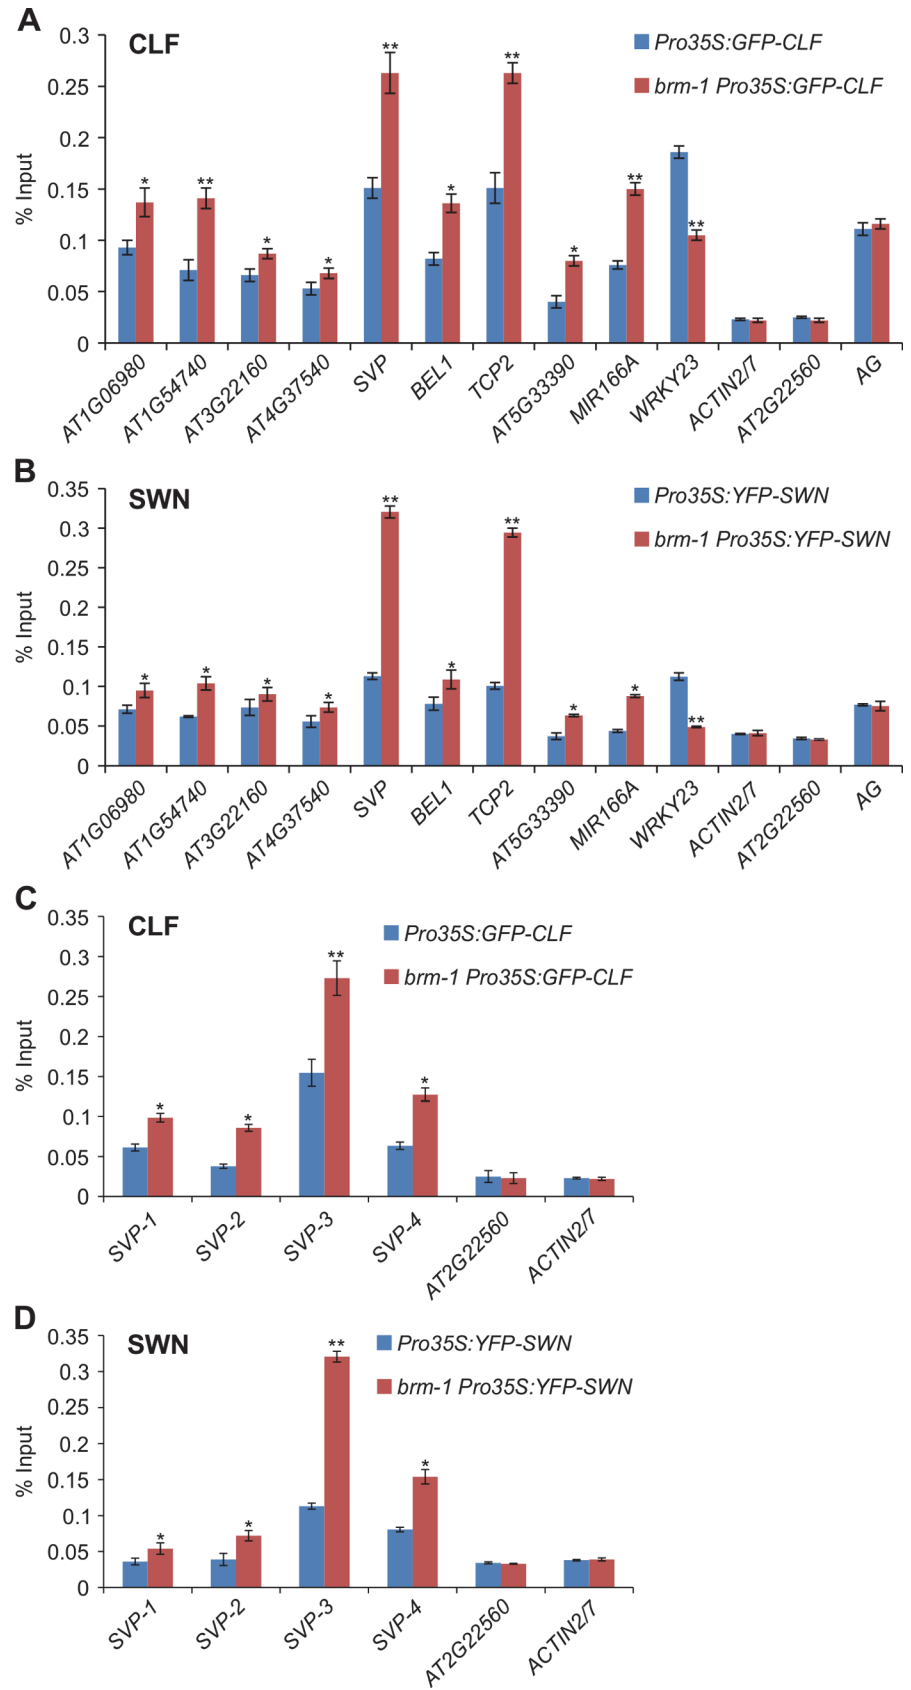 A
CLF
Pro35S:GFP-CLF
brm-1 Pro35S:GFP-CLF
% Input
0.3
0.25
0.2
0.15
0.1
0.05
0
* ** * * ** * ** * ** **
AT1G06980 AT1G54740 AT3G22160 AT4G37540 SVP BEL1 TCP2 AT5G33390 MIR166A WRKY23 ACTIN2/7 AT2G22560 AG
B
SWN
Pro35S:YFP-SWN
brm-1 Pro35S:YFP-SWN
% Input
0.35
0.3
0.25
0.2
0.15
0.1
0.05
0
* * * * ** * ** * * **
AT1G06980 AT1G54740 AT3G22160 AT4G37540 SVP BEL1 TCP2 AT5G33390 MIR166A WRKY23 ACTIN2/7 AT2G22560 AG
C
CLF
Pro35S:GFP-CLF
brm-1 Pro35S:GFP-CLF
% Input
0.35
0.3
0.25
0.2
0.15
0.1
0.05
0
* * ** *
SVP-1 SVP-2 SVP-3 SVP-4 AT2G22560 ACTIN2/7
D
SWN
Pro35S:YFP-SWN
brm-1 Pro35S:YFP-SWN
% Input
0.35
0.3
0.25
0.2
0.15
0.1
0.05
0
* * ** *
SVP-1 SVP-2 SVP-3 SVP-4 AT2G22560 ACTIN2/7